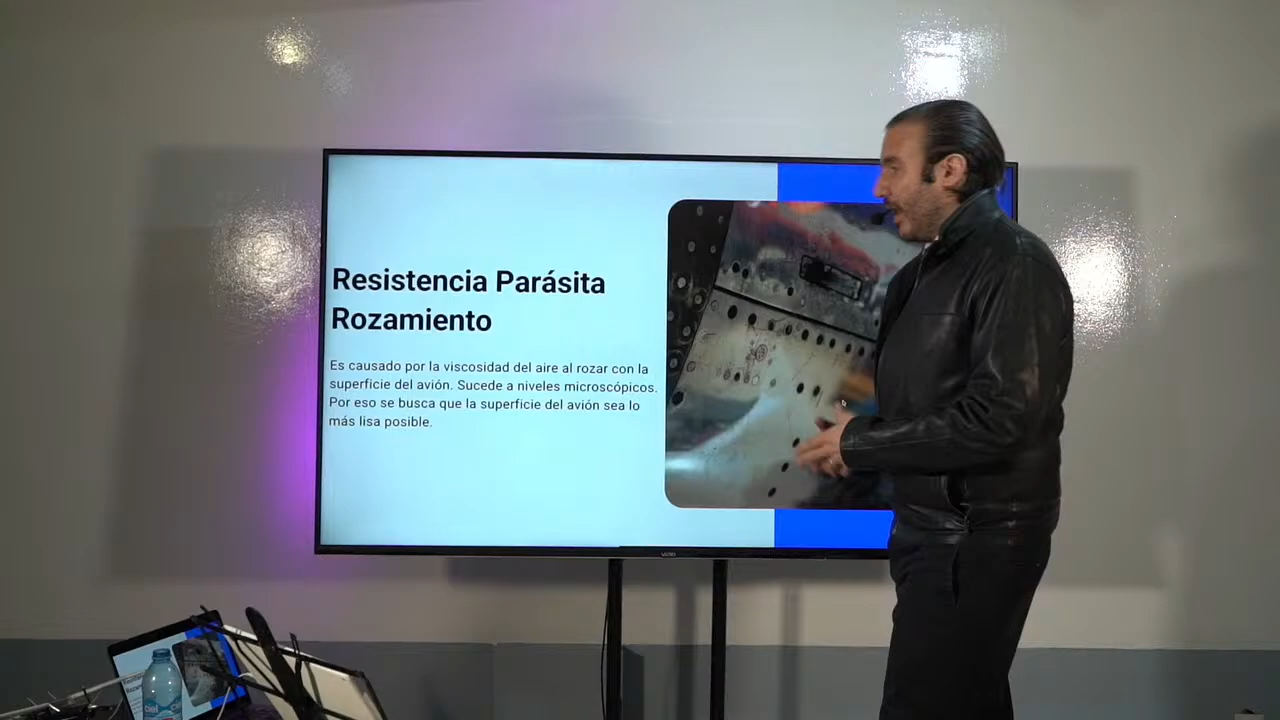 Resistencia Parásita
Rozamiento
Es causado por la viscosidad del aire al rozar con la
superficie del avión. Sucede a niveles microscópicos.
Por eso se busca que la superficie del avión sea lo
más lisa posible.